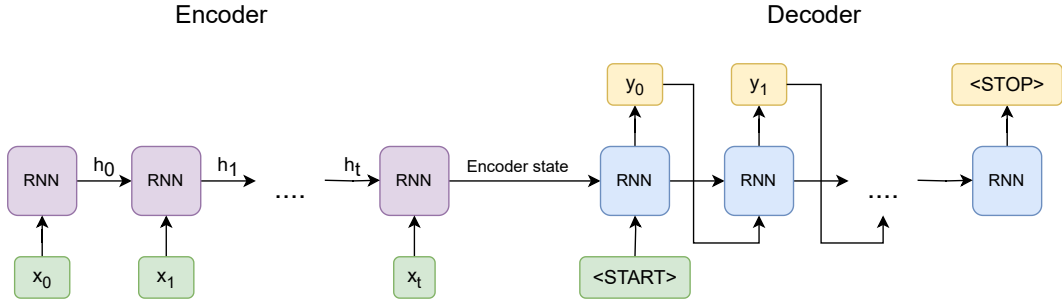 Encoder
Decoder
y₀
y₁
<STOP>
RNN
h₀
RNN
h₁
....
hₜ
RNN
Encoder state
RNN
RNN
....
RNN
x₀
x₁
xₜ
<START>